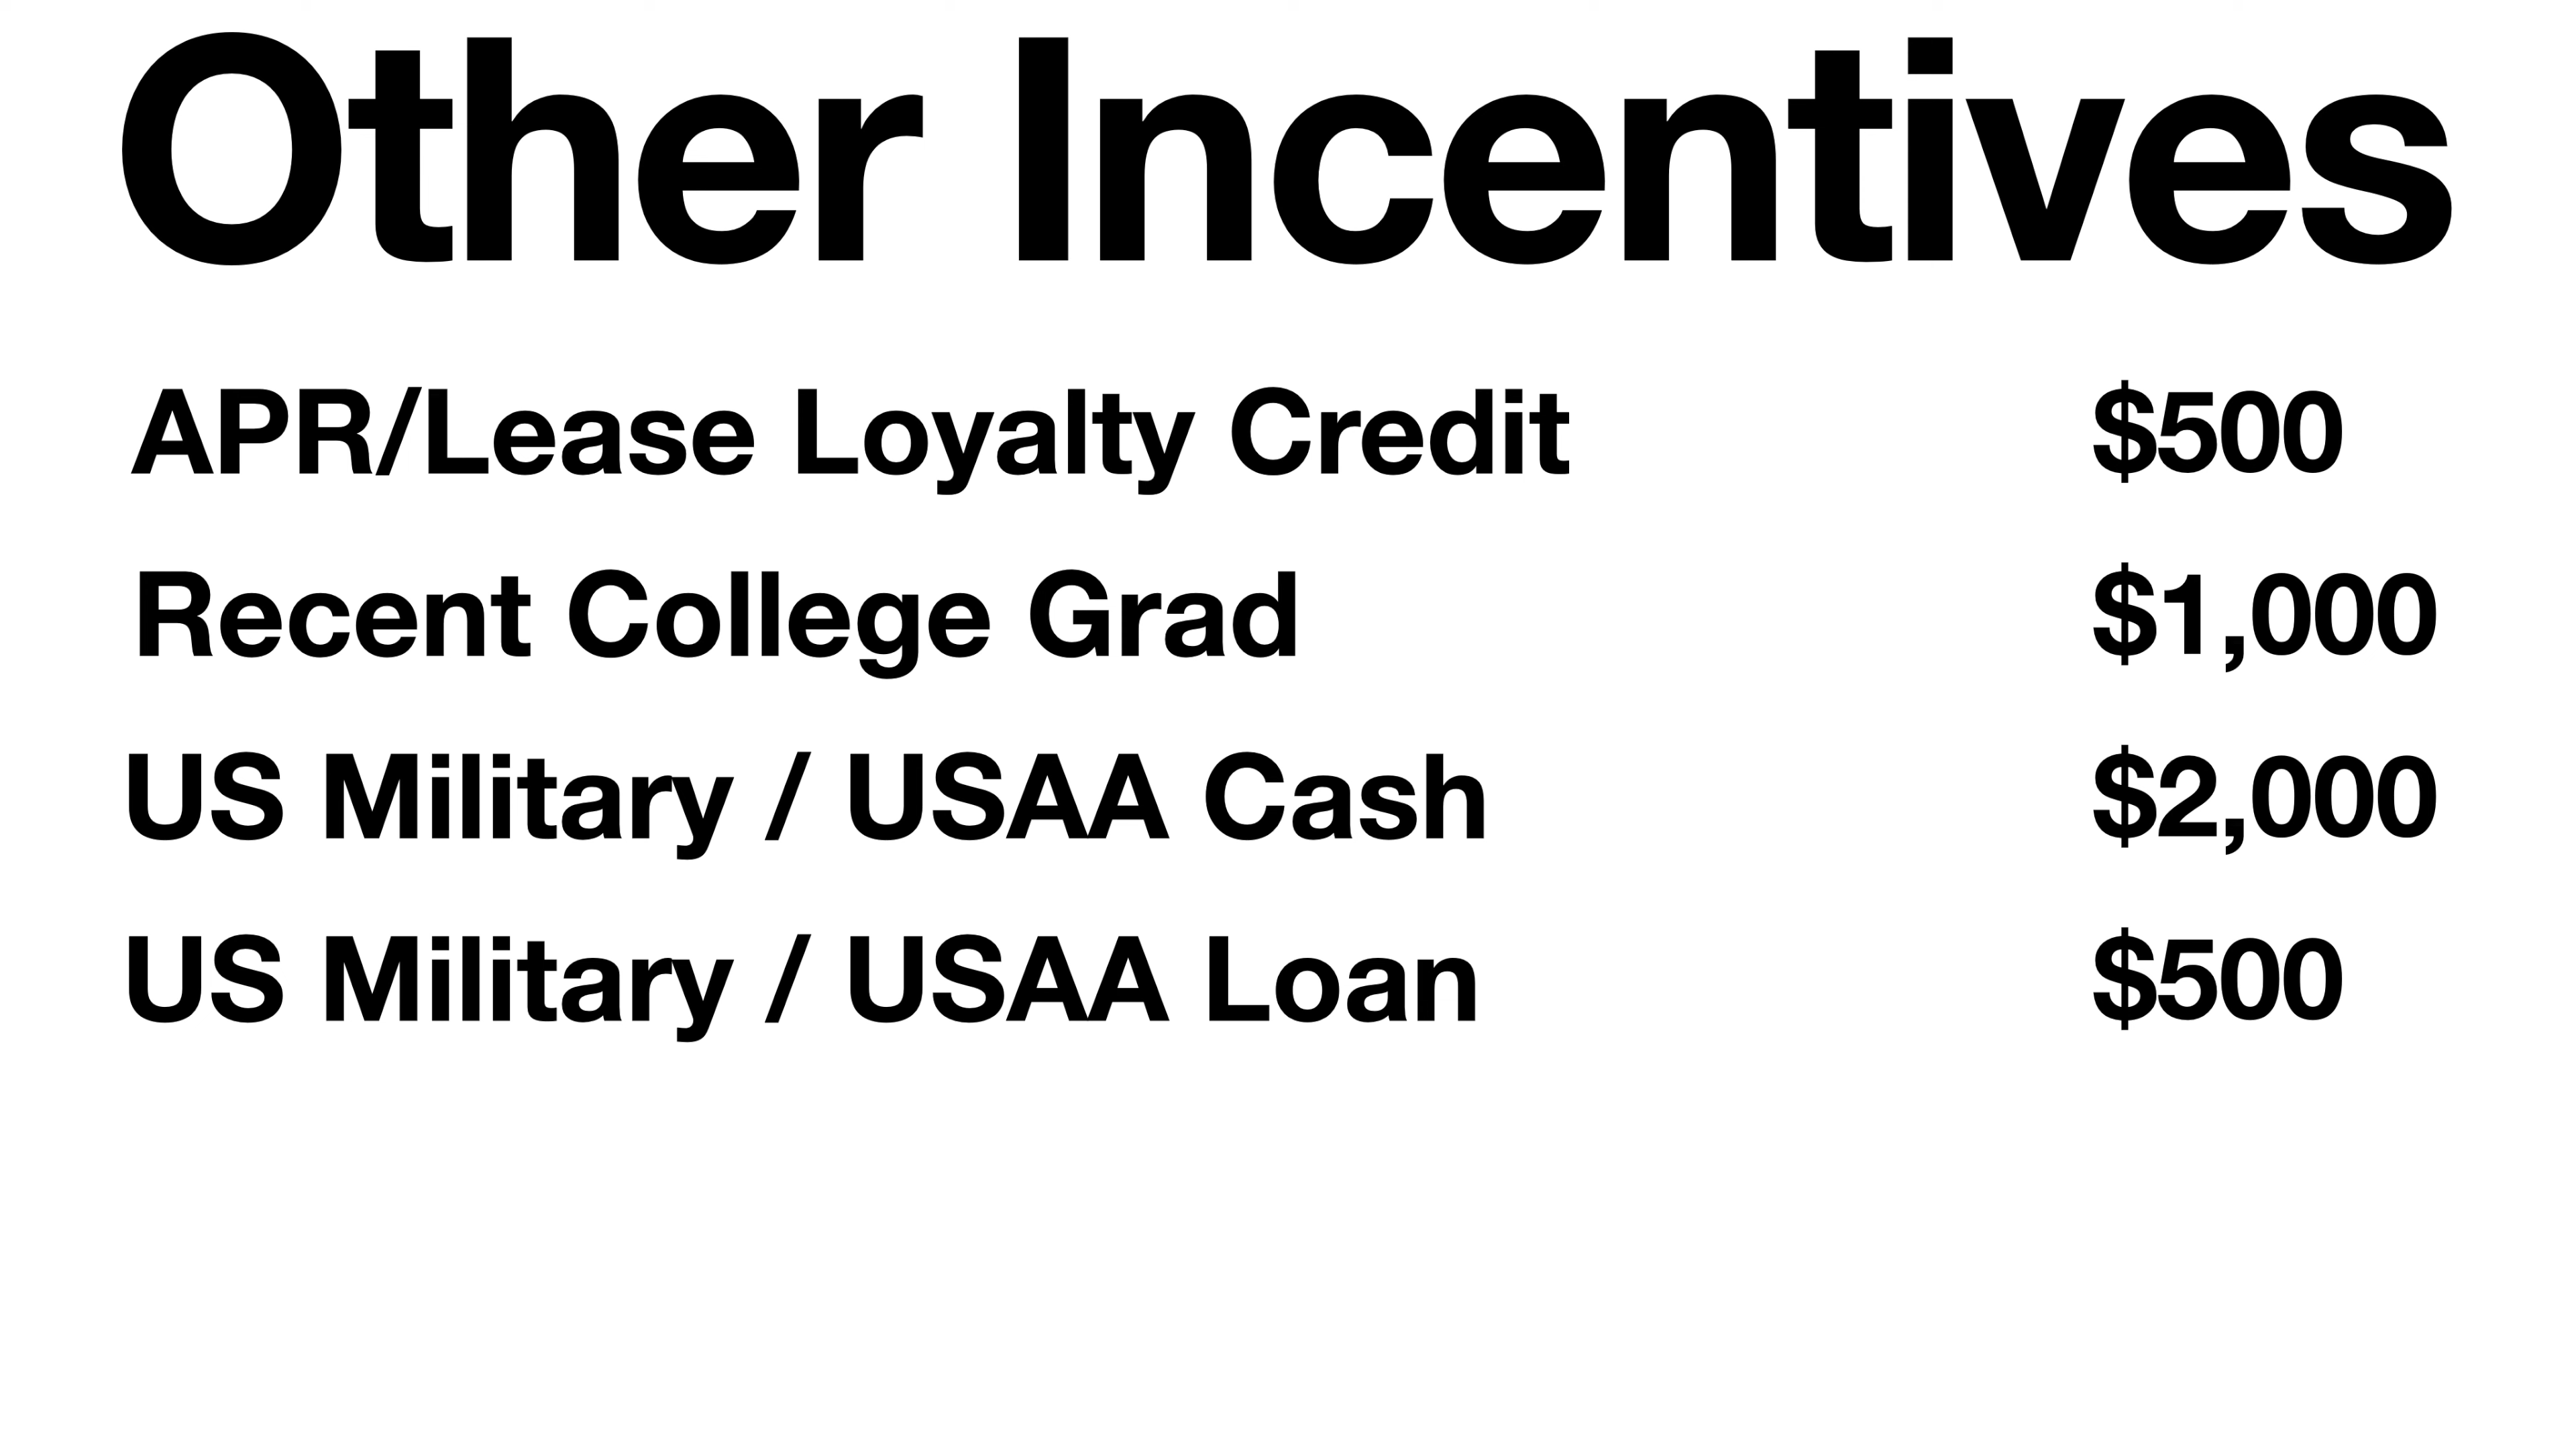 Other Incentives
APR/Lease Loyalty Credit $500
Recent College Grad $1,000
US Military / USAA Cash $2,000
US Military / USAA Loan $500